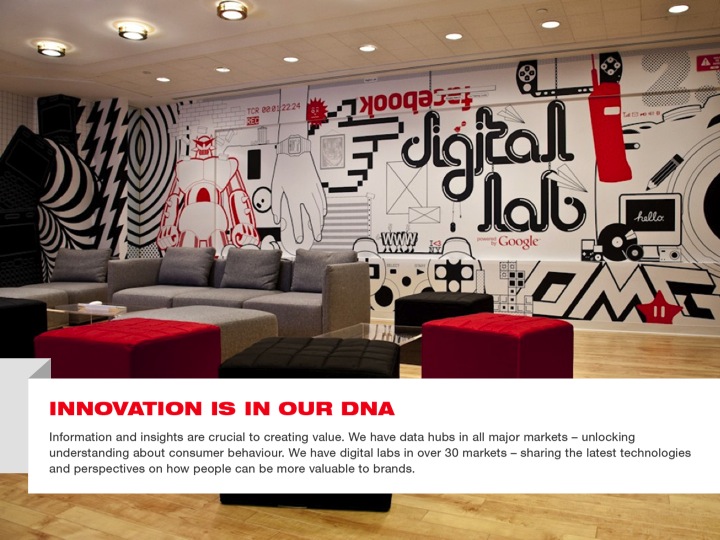 TCR 00:01:22:24
REC
facebook
digital
lab
powered by Google
hello.
WWW
I ♥ NY
OMG
INNOVATION IS IN OUR DNA
Information and insights are crucial to creating value. We have data hubs in all major markets – unlocking
understanding about consumer behaviour. We have digital labs in over 30 markets – sharing the latest technologies
and perspectives on how people can be more valuable to brands.